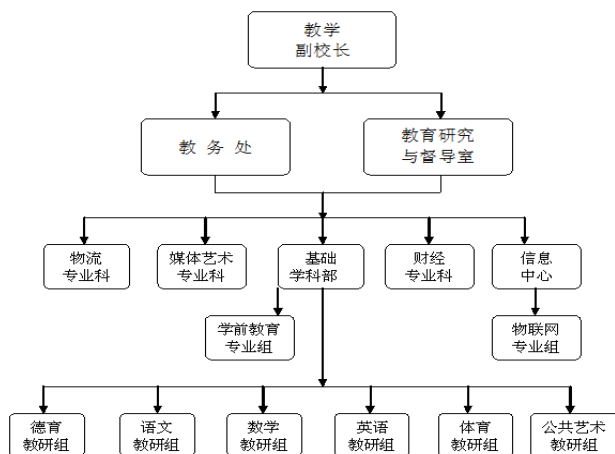 教学
副校长
教 务 处
教育研究
与督导室
物流
专业科
媒体艺术
专业科
基础
学科部
财经
专业科
信息
中心
学前教育
专业组
物联网
专业组
德育
教研组
语文
教研组
数学
教研组
英语
教研组
体育
教研组
公共艺术
教研组